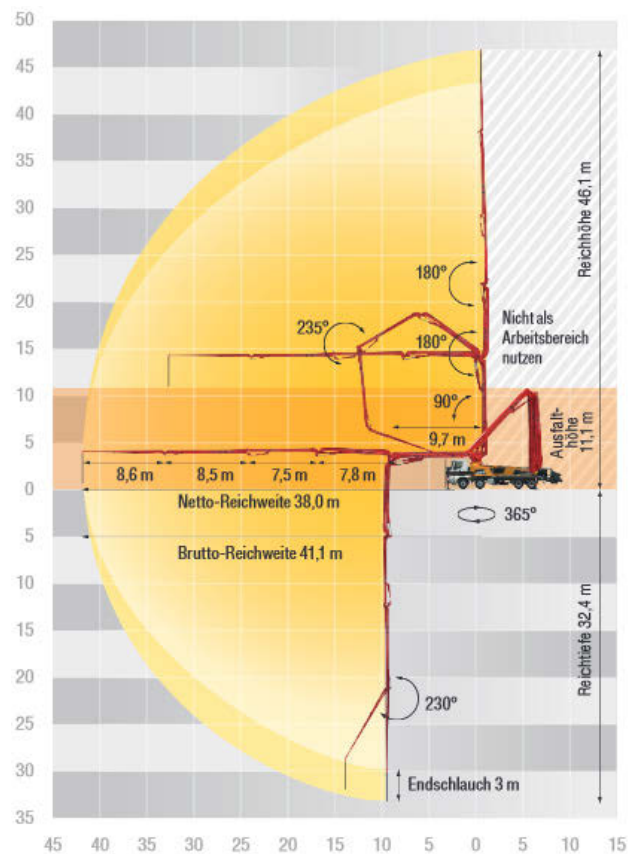 50
45
40
35
30
25
20
15
10
5
0
5
10
15
20
25
30
35
Reichhöhe 46,1 m
180°
235°
180°
Nicht als
Arbeitsbereich
nutzen
90°
9,7 m
Ausfalt-
höhe
11,1 m
8,6 m 8,5 m 7,5 m 7,8 m
Netto-Reichweite 38,0 m
365°
Brutto-Reichweite 41,1 m
Reichtiefe 32,4 m
230°
Endschlauch 3 m
45 40 35 30 25 20 15 10 5 0 5 10 15